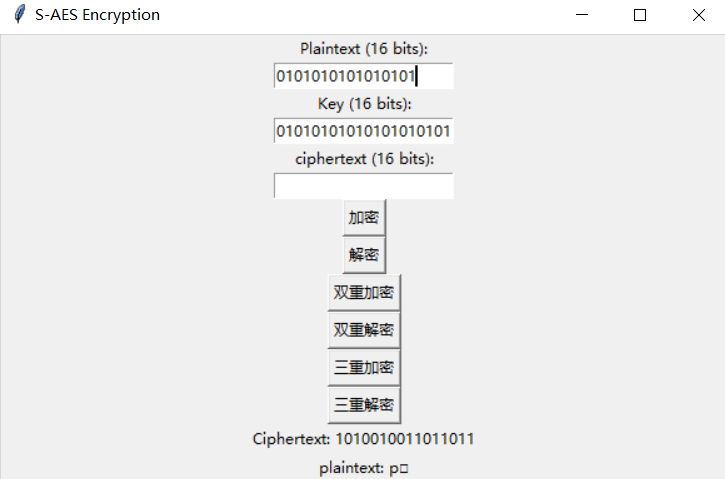 S-AES Encryption
Plaintext (16 bits):
0101010101010101
Key (16 bits):
01010101010101010101
ciphertext (16 bits):
加密
解密
双重加密
双重解密
三重加密
三重解密
Ciphertext: 1010010011011011
plaintext: p□